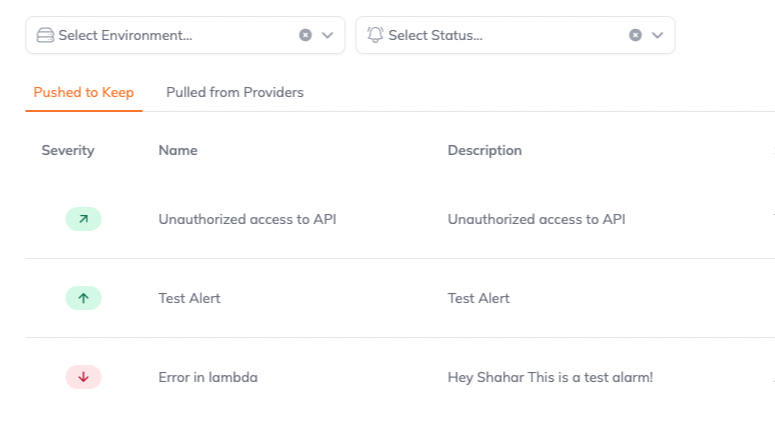 Select Environment... Select Status...
Pushed to Keep Pulled from Providers
Severity Name Description
Unauthorized access to API Unauthorized access to API
Test Alert Test Alert
Error in lambda Hey Shahar This is a test alarm!